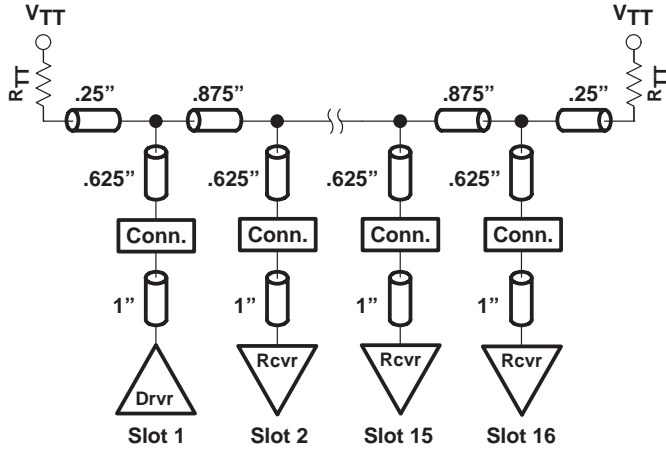 VTT VTT
RTT RTT
.25” .875” .875” .25”
.625” .625” .625” .625”
Conn. Conn. Conn. Conn.
1” 1” 1” 1”
Drvr Rcvr Rcvr Rcvr
Slot 1 Slot 2 Slot 15 Slot 16